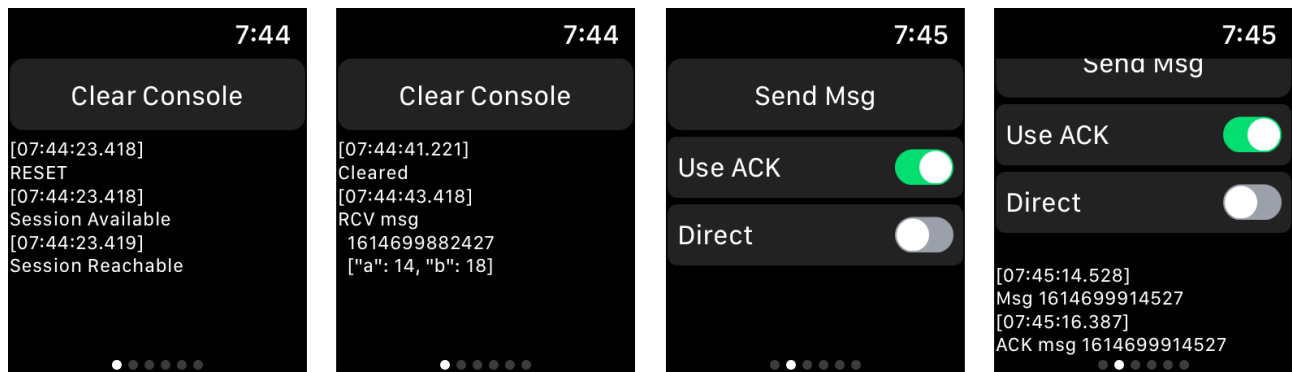 7:44
Clear Console
[07:44:23.418]
RESET
[07:44:23.418]
Session Available
[07:44:23.419]
Session Reachable
7:44
Clear Console
[07:44:41.221]
Cleared
[07:44:43.418]
RCV msg
1614699882427
["a": 14, "b": 18]
7:45
Send Msg
Use ACK
Direct
7:45
Send Msg
Use ACK
Direct
[07:45:14.528]
Msg 1614699914527
[07:45:16.387]
ACK msg 1614699914527